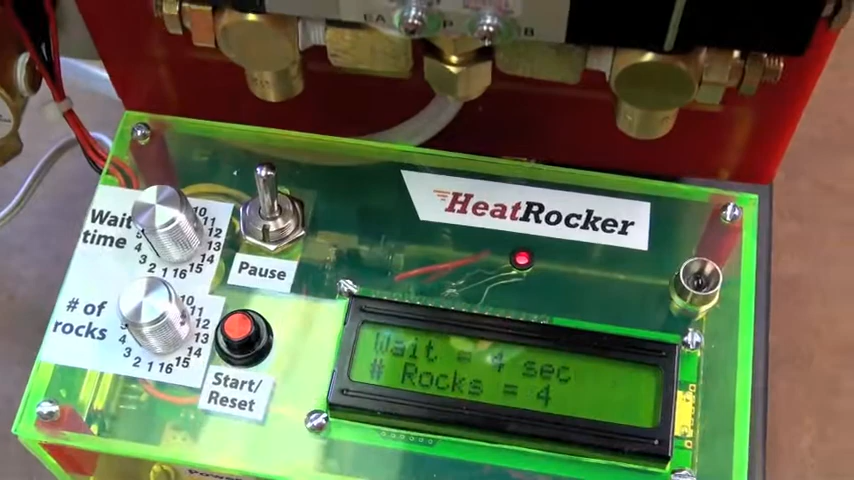 HeatRocker
Wait
time
10
11
12
13
14
15
16
1
2
3
4
5
Pause
# of
rocks
10
11
12
13
14
15
16
1
2
3
4
Start/
Reset
Wait. = 4 sec
# Rocks = 4